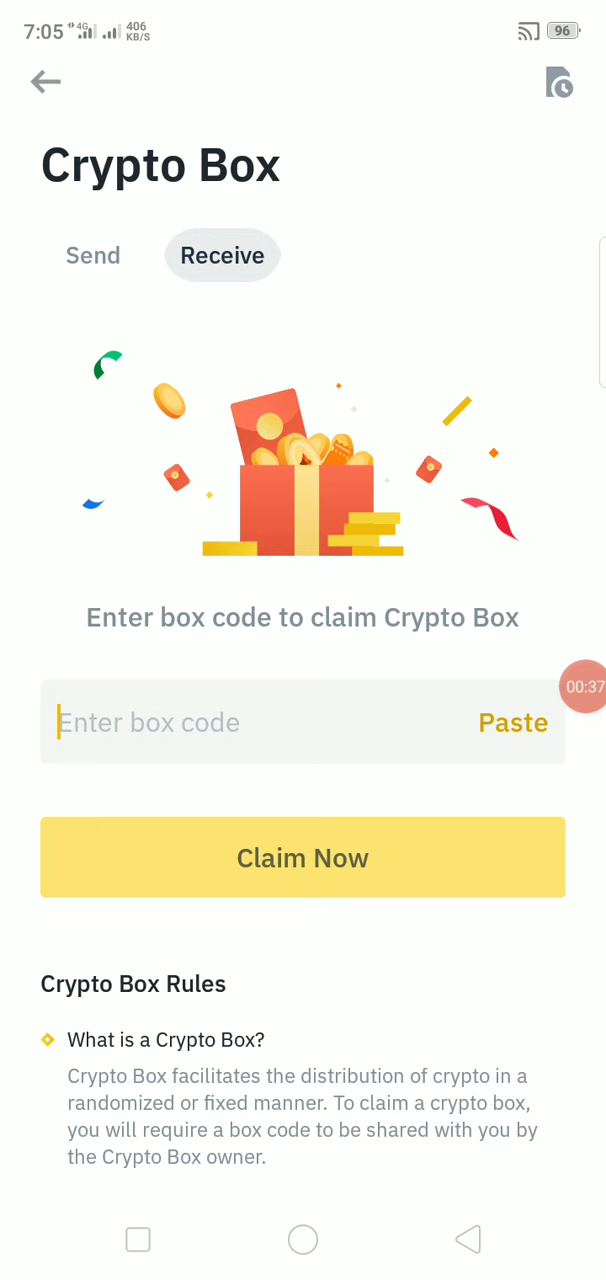 7:05 4G 406 KB/S 96
Crypto Box
Send Receive
Enter box code to claim Crypto Box
00:37
Enter box code Paste
Claim Now
Crypto Box Rules
What is a Crypto Box?
Crypto Box facilitates the distribution of crypto in a
randomized or fixed manner. To claim a crypto box,
you will require a box code to be shared with you by
the Crypto Box owner.